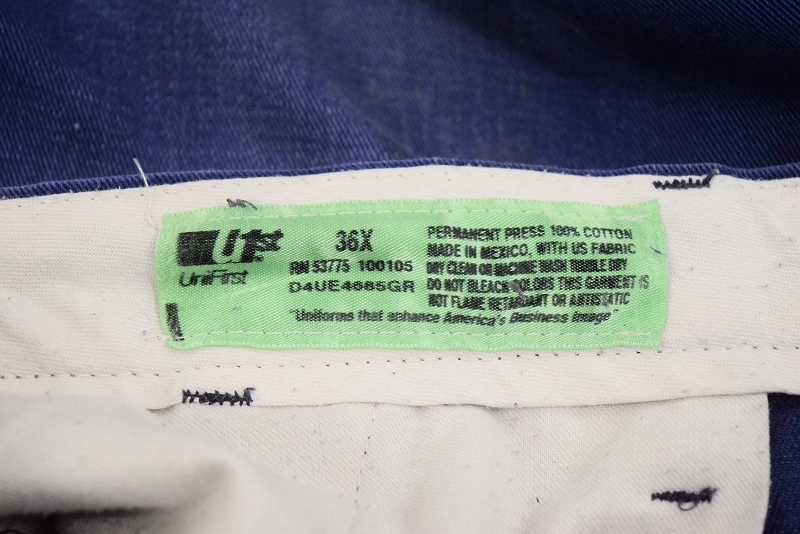 U1st
UniFirst
36X
RN 53775 100105
D4UE4685GR
PERMANENT PRESS 100% COTTON
MADE IN MEXICO, WITH US FABRIC
DRY CLEAN OR MACHINE WASH TUMBLE DRY
DO NOT BLEACH COLORS THIS GARMENT IS
NOT FLAME RETARDANT OR ANTISTATIC
"Uniforms that enhance America's Business Image"